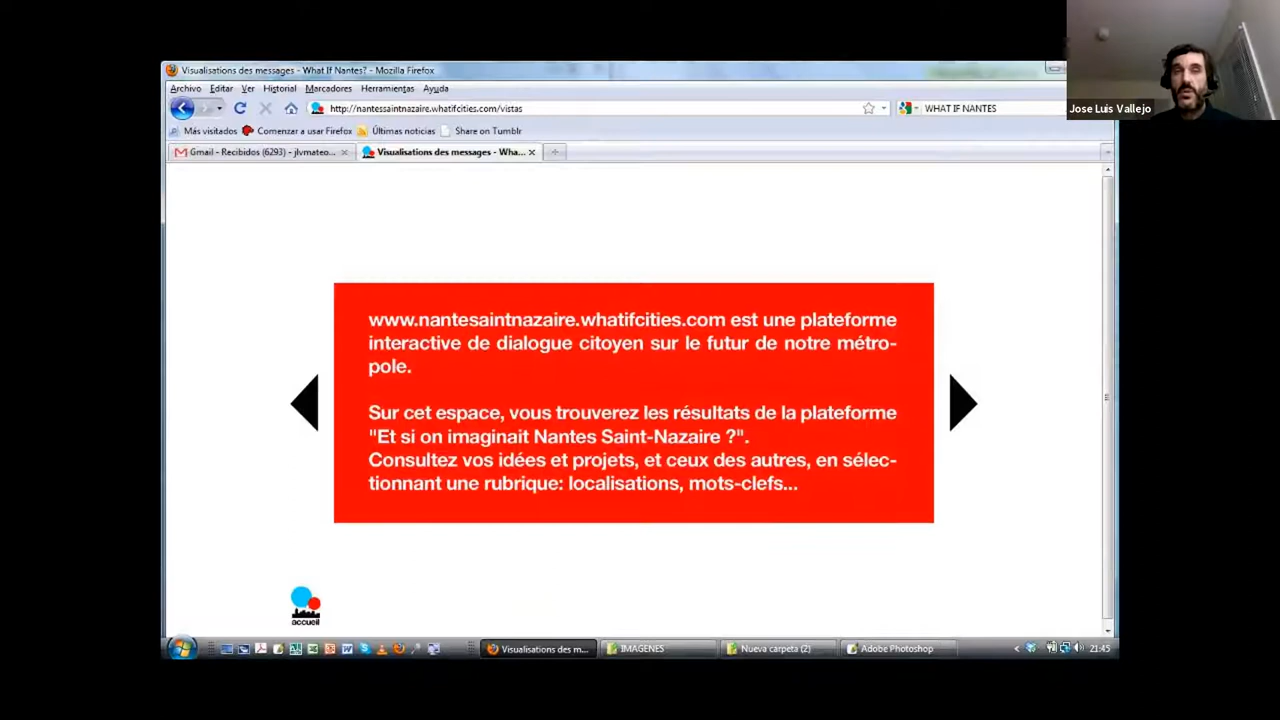 Visualisations des messages - What If Nantes? - Mozilla Firefox
Archivo Editar Ver Historial Marcadores Herramientas Ayuda
http://nantessaintnazaire.whatifcities.com/vistas
WHAT IF NANTES
Jose Luis Vallejo
Más visitados Comenzar a usar Firefox Últimas noticias Share on Tumblr
Gmail - Recibidos (6293) - jlvmateo... Visualisations des messages - Wha...
www.nantesaintnazaire.whatifcities.com est une plateforme
interactive de dialogue citoyen sur le futur de notre métro-
pole.
Sur cet espace, vous trouverez les résultats de la plateforme
"Et si on imaginait Nantes Saint-Nazaire ?".
Consultez vos idées et projets, et ceux des autres, en sélec-
tionnant une rubrique: localisations, mots-clefs...
accueil
Visualisations des m... IMAGENES Nueva carpeta (2) Adobe Photoshop 21:45